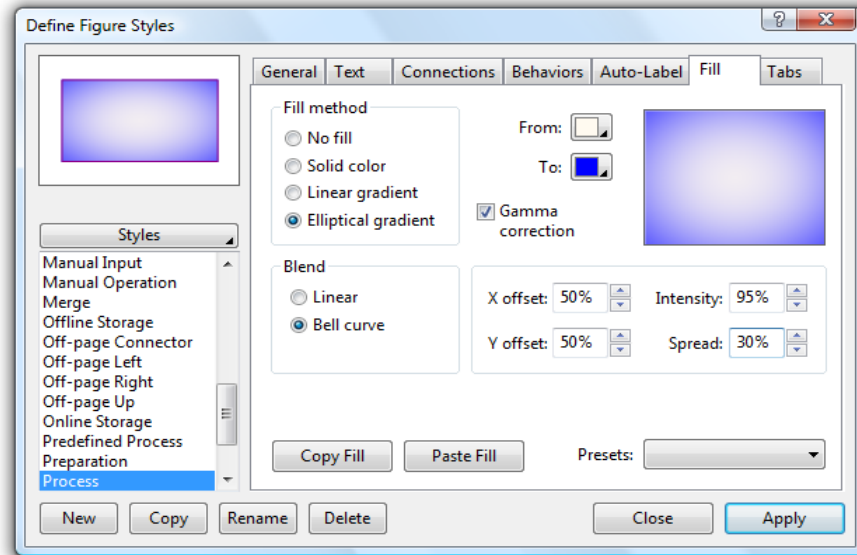 Define Figure Styles
General Text Connections Behaviors Auto-Label Fill Tabs
Fill method
No fill
Solid color
Linear gradient
Elliptical gradient
From:
To:
Gamma
correction
Styles
Manual Input
Manual Operation
Merge
Offline Storage
Off-page Connector
Off-page Left
Off-page Right
Off-page Up
Online Storage
Predefined Process
Preparation
Process
Blend
Linear
Bell curve
X offset: 50% Intensity: 95%
Y offset: 50% Spread: 30%
Copy Fill Paste Fill Presets:
New Copy Rename Delete Close Apply